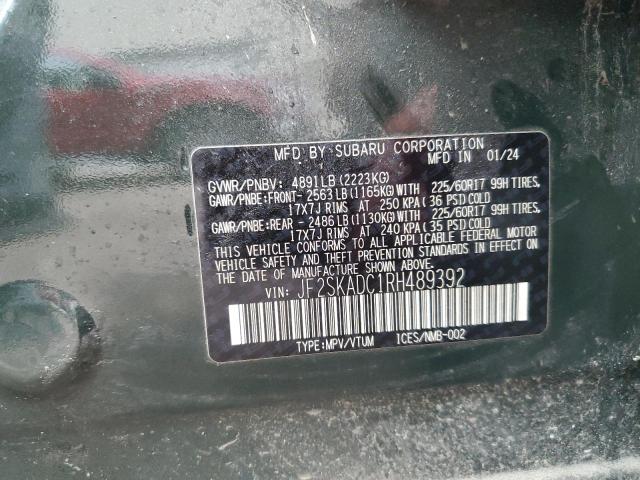 MFD BY SUBARU CORPORATION
MFD IN 01/24
GVWR/PNBV: 4891LB (2223KG)
GAWR/PNBE:FRONT- 2563LB(1165KG)WITH 225/60R17 99H TIRES,
17X7J RIMS AT 250 KPA( 36 PSI) COLD
GAWR/PNBE:REAR - 2486LB(1130KG)WITH 225/60R17 99H TIRES,
17X7J RIMS AT 240 KPA( 35 PSI) COLD
THIS VEHICLE CONFORMS TO ALL APPLICABLE FEDERAL MOTOR
VEHICLE SAFETY AND THEFT PREVENTION STANDARDS IN EFFECT ON
THE DATE OF MANUFACTURE SHOWN ABOVE.
VIN: JF2SKADC1RH489392
TYPE:MPV/VTUM ICES/NMB-002